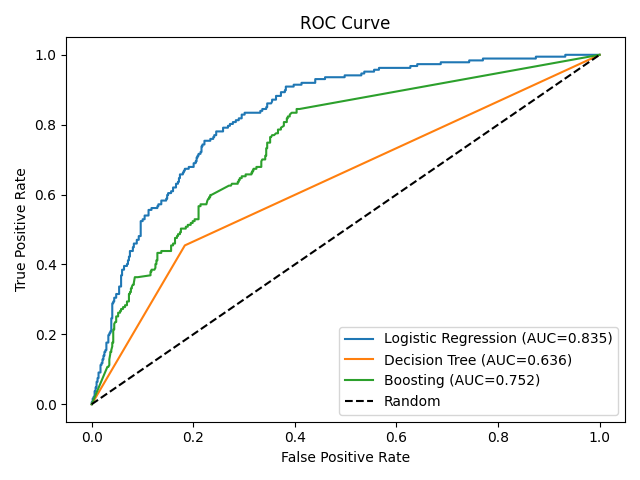 ROC Curve
1.0
0.8
0.6
0.4
0.2
0.0
True Positive Rate
Logistic Regression (AUC=0.835)
Decision Tree (AUC=0.636)
Boosting (AUC=0.752)
Random
0.0 0.2 0.4 0.6 0.8 1.0
False Positive Rate